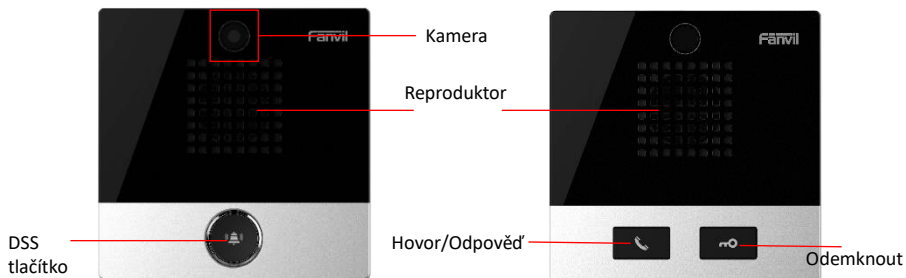 Fanvil
Kamera
Fanvil
Reproduktor
DSS
tlačítko
Hovor/Odpověď
Odemknout